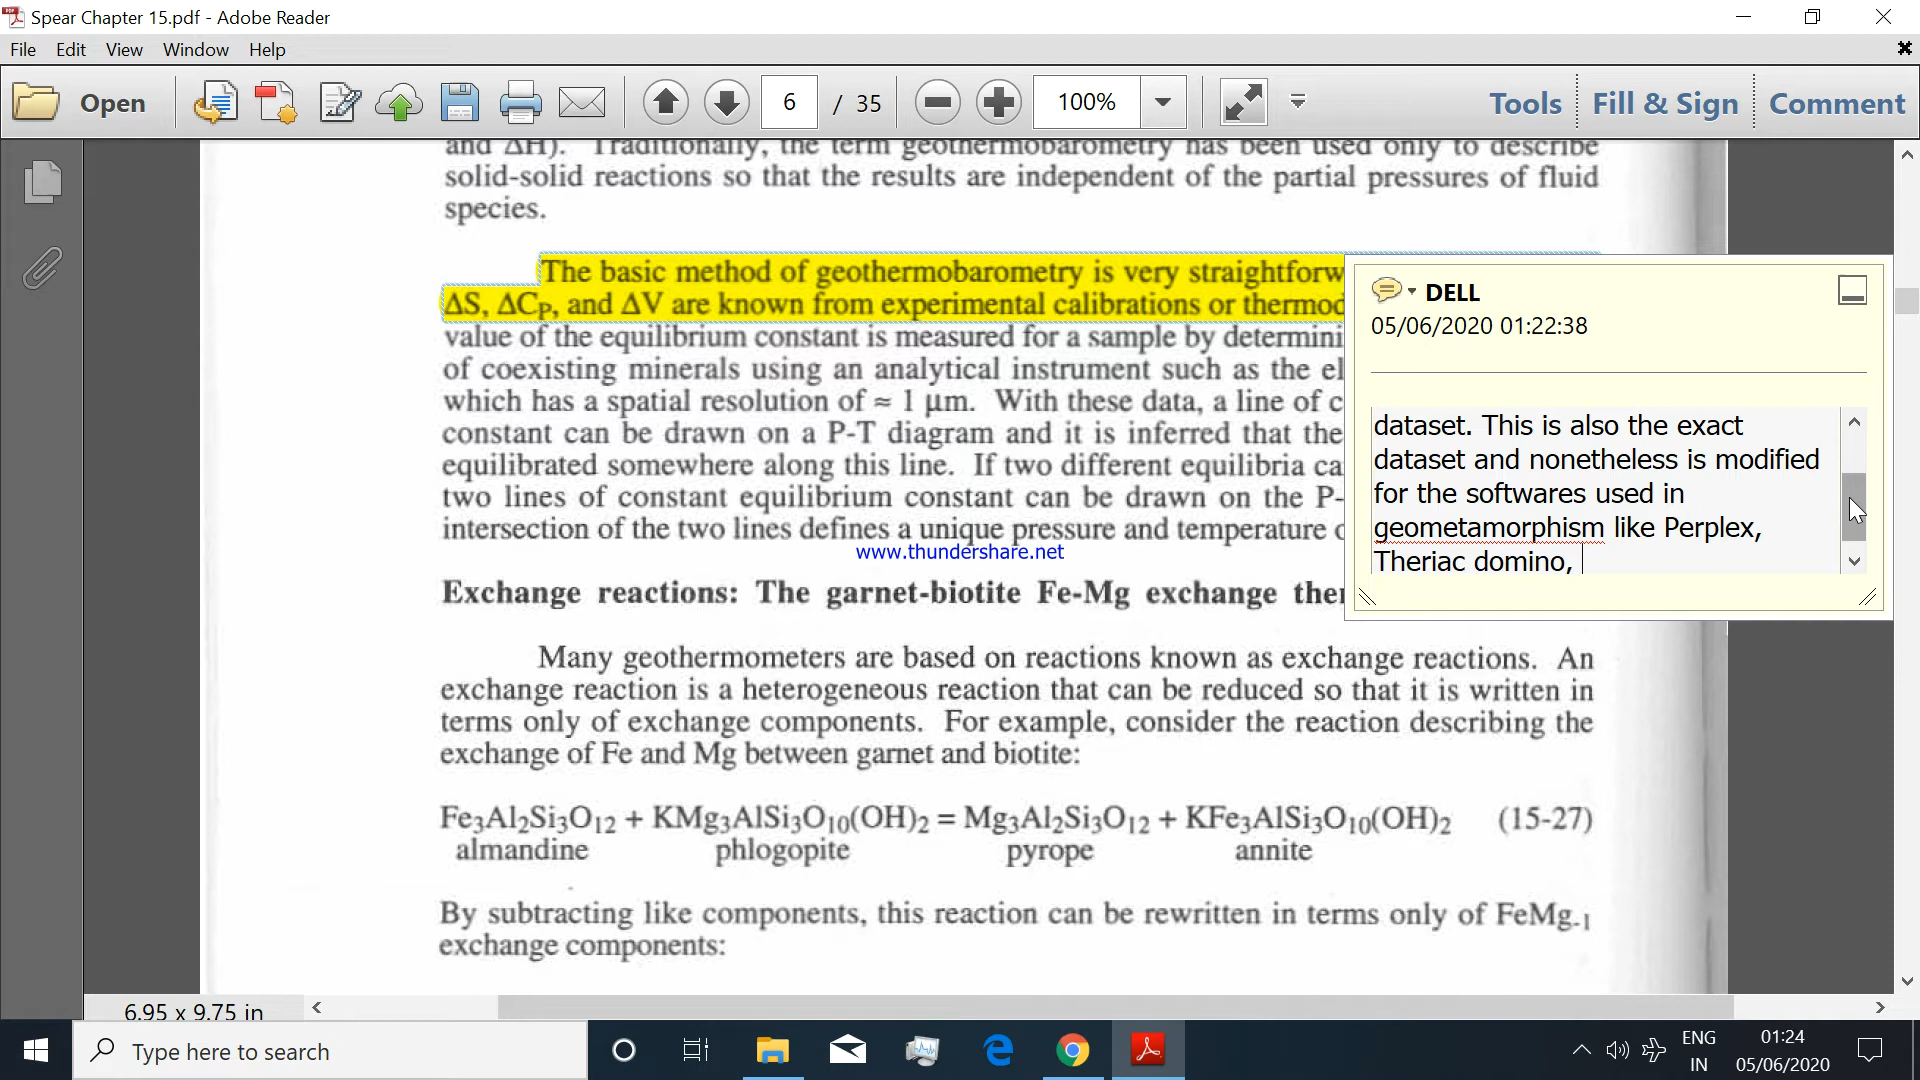 Spear Chapter 15.pdf - Adobe Reader
File Edit View Window Help
Open 6 / 35 100% Tools Fill & Sign Comment
and ΔH). Traditionally, the term geothermobarometry has been used only to describe
solid-solid reactions so that the results are independent of the partial pressures of fluid
species.
The basic method of geothermobarometry is very straightforw
ΔS, ΔCP, and ΔV are known from experimental calibrations or thermod
value of the equilibrium constant is measured for a sample by determini
of coexisting minerals using an analytical instrument such as the el
which has a spatial resolution of ≈ 1 μm. With these data, a line of c
constant can be drawn on a P-T diagram and it is inferred that the
equilibrated somewhere along this line. If two different equilibria ca
two lines of constant equilibrium constant can be drawn on the P-
intersection of the two lines defines a unique pressure and temperature o
www.thundershare.net
DELL
05/06/2020 01:22:38
dataset. This is also the exact
dataset and nonetheless is modified
for the softwares used in
geometamorphism like Perplex,
Theriac domino,
Exchange reactions: The garnet-biotite Fe-Mg exchange ther
Many geothermometers are based on reactions known as exchange reactions. An
exchange reaction is a heterogeneous reaction that can be reduced so that it is written in
terms only of exchange components. For example, consider the reaction describing the
exchange of Fe and Mg between garnet and biotite:
Fe3Al2Si3O12 + KMg3AlSi3O10(OH)2 = Mg3Al2Si3O12 + KFe3AlSi3O10(OH)2 (15-27)
almandine phlogopite pyrope annite
By subtracting like components, this reaction can be rewritten in terms only of FeMg-1
exchange components:
6.95 x 9.75 in
Type here to search
ENG
IN
01:24
05/06/2020